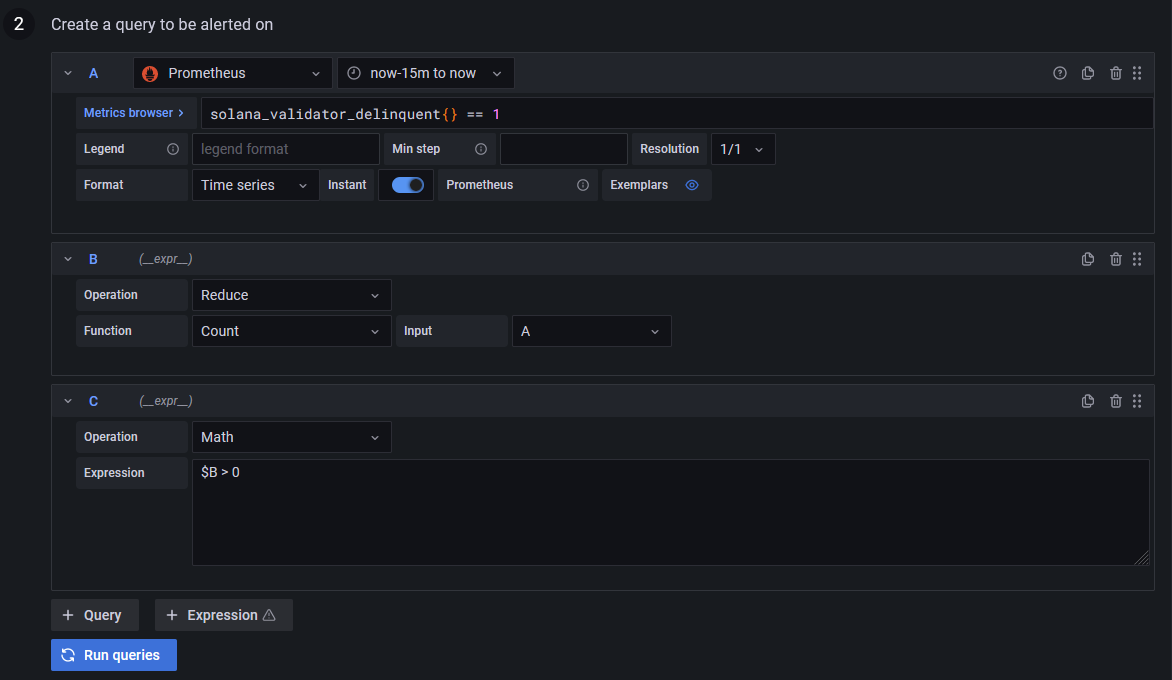 2 Create a query to be alerted on
A Prometheus now-15m to now
Metrics browser > solana_validator_delinquent{} == 1
Legend legend format Min step Resolution 1/1
Format Time series Instant Prometheus Exemplars
B (__expr__)
Operation Reduce
Function Count Input A
C (__expr__)
Operation Math
Expression $B > 0
+ Query + Expression
Run queries